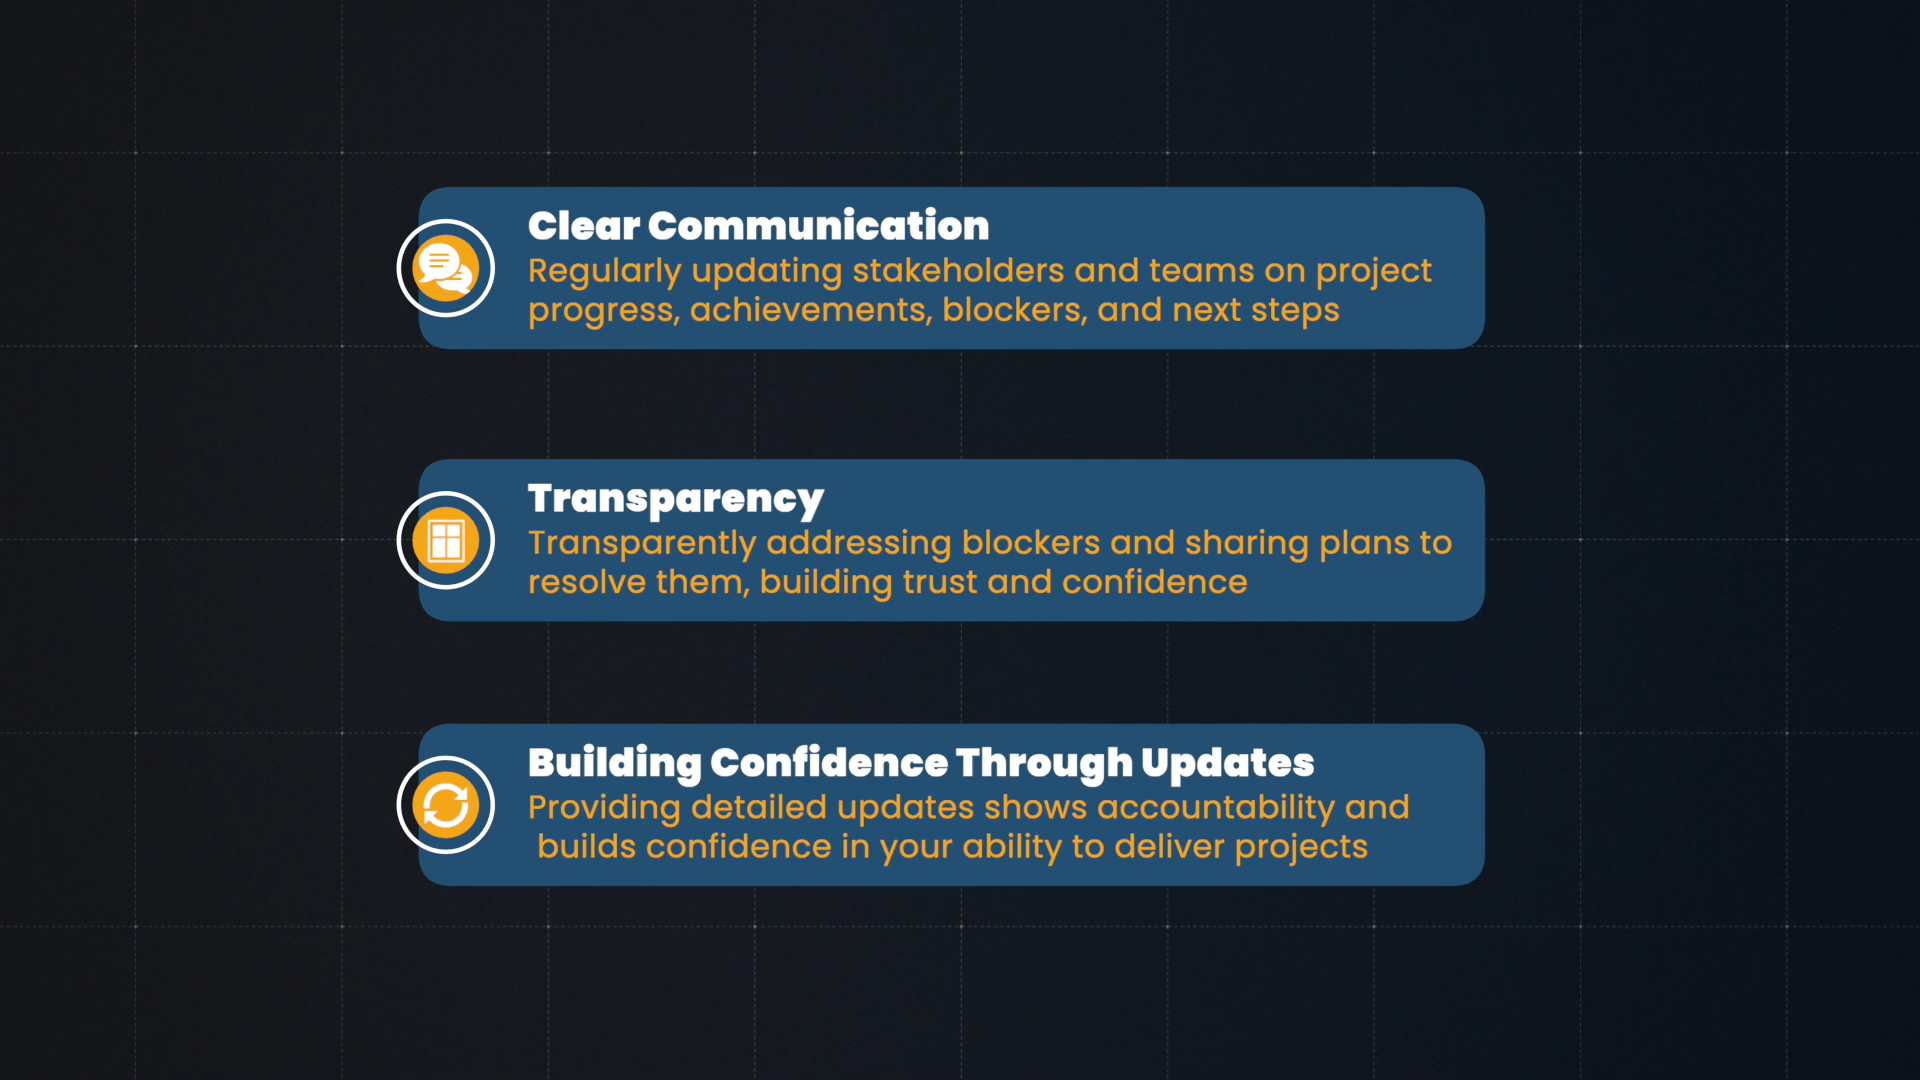 Clear Communication
Regularly updating stakeholders and teams on project
progress, achievements, blockers, and next steps
Transparency
Transparently addressing blockers and sharing plans to
resolve them, building trust and confidence
Building Confidence Through Updates
Providing detailed updates shows accountability and
builds confidence in your ability to deliver projects